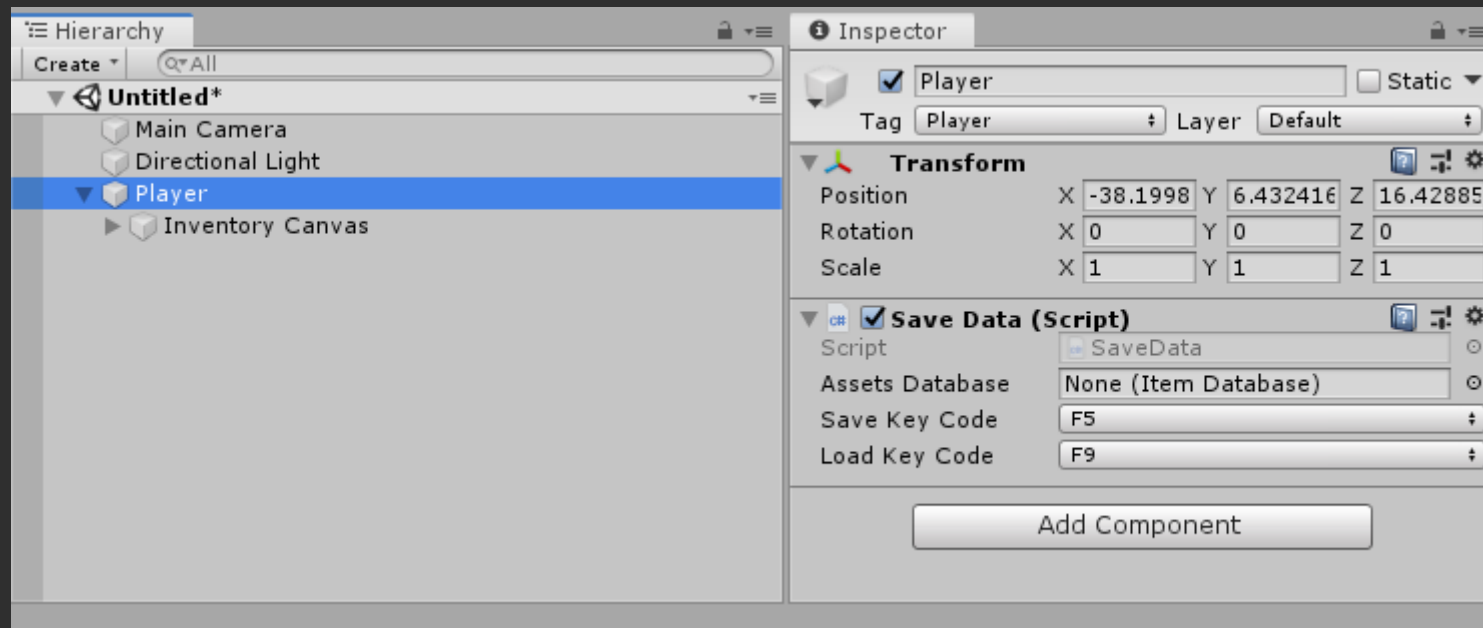 Hierarchy
Create
All
Untitled*
Main Camera
Directional Light
Player
Inventory Canvas
Inspector
Player Static
Tag Player Layer Default
Transform
Position X -38.1998 Y 6.432416 Z 16.42885
Rotation X 0 Y 0 Z 0
Scale X 1 Y 1 Z 1
Save Data (Script)
Script SaveData
Assets Database None (Item Database)
Save Key Code F5
Load Key Code F9
Add Component